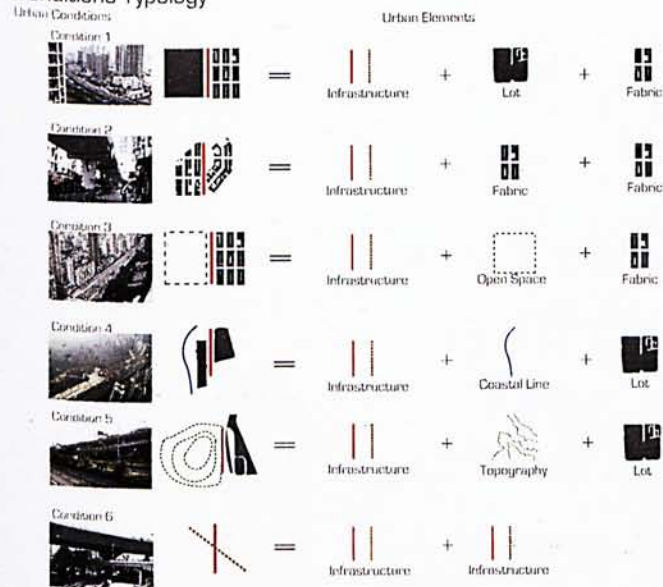 Typology
Urban Conditions
Urban Elements
Condition 1
=
Infrastructure
+
Lot
+
Fabric
Condition 2
=
Infrastructure
+
Fabric
+
Fabric
Condition 3
=
Infrastructure
+
Open Space
+
Fabric
Condition 4
=
Infrastructure
+
Coastal Line
+
Lot
Condition 5
=
Infrastructure
+
Topography
+
Lot
Condition 6
=
Infrastructure
+
Infrastructure